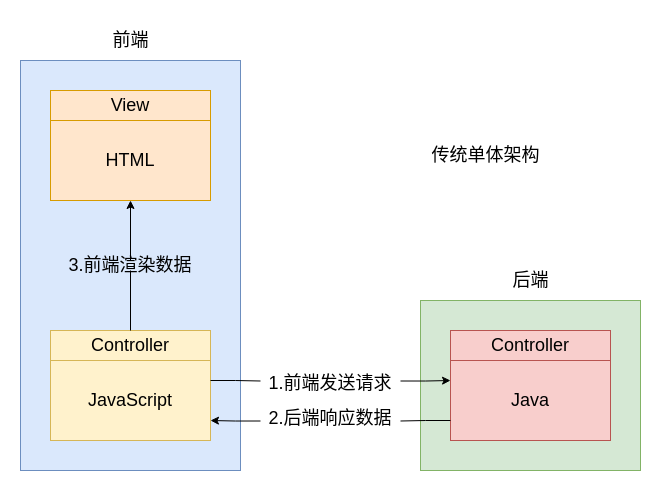 前端
View
HTML
传统单体架构
3.前端渲染数据
后端
Controller
JavaScript
1.前端发送请求
2.后端响应数据
Controller
Java